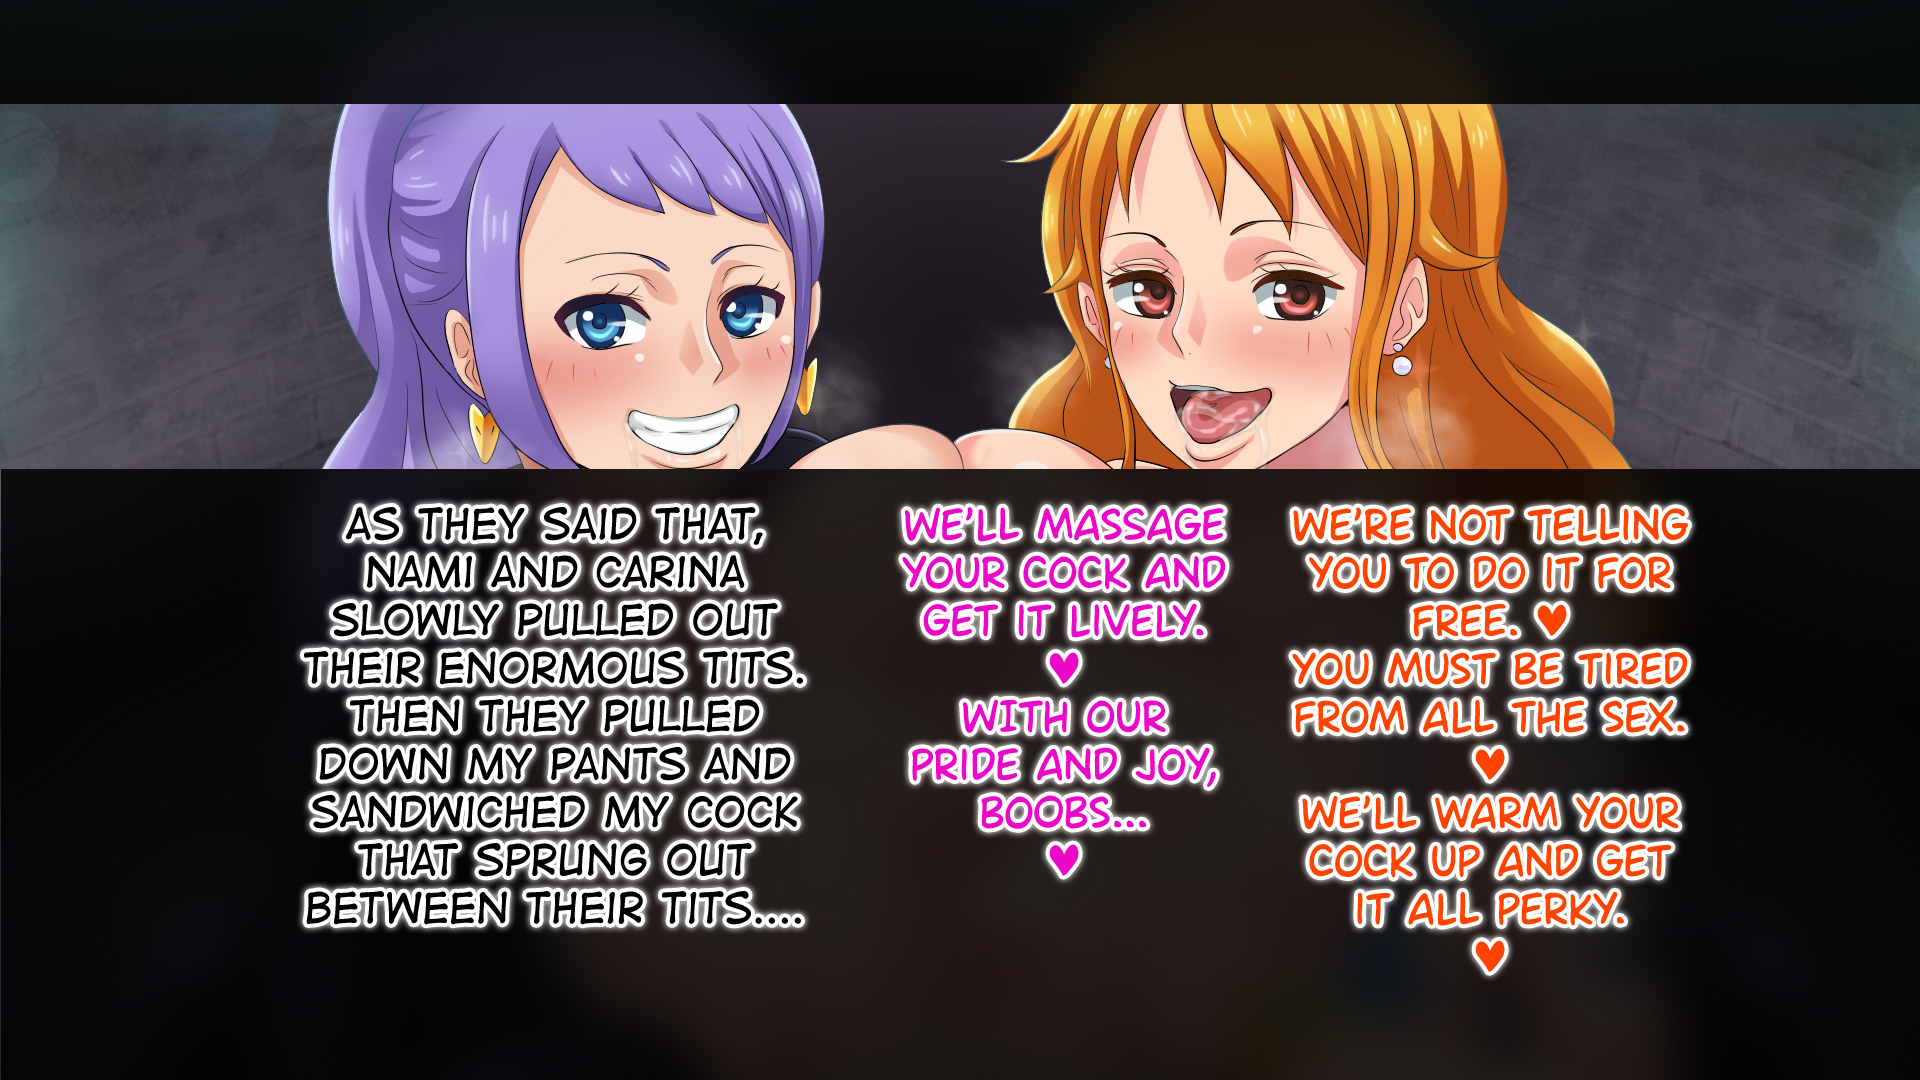 AS THEY SAID THAT,
NAMI AND CARINA
SLOWLY PULLED OUT
THEIR ENORMOUS TITS.
THEN THEY PULLED
DOWN MY PANTS AND
SANDWICHED MY COCK
THAT SPRUNG OUT
BETWEEN THEIR TITS....
WE'LL MASSAGE
YOUR COCK AND
GET IT LIVELY.
♥
WITH OUR
PRIDE AND JOY,
BOOBS...
♥
WE'RE NOT TELLING
YOU TO DO IT FOR
FREE. ♥
YOU MUST BE TIRED
FROM ALL THE SEX.
♥
WE'LL WARM YOUR
COCK UP AND GET
IT ALL PERKY.
♥